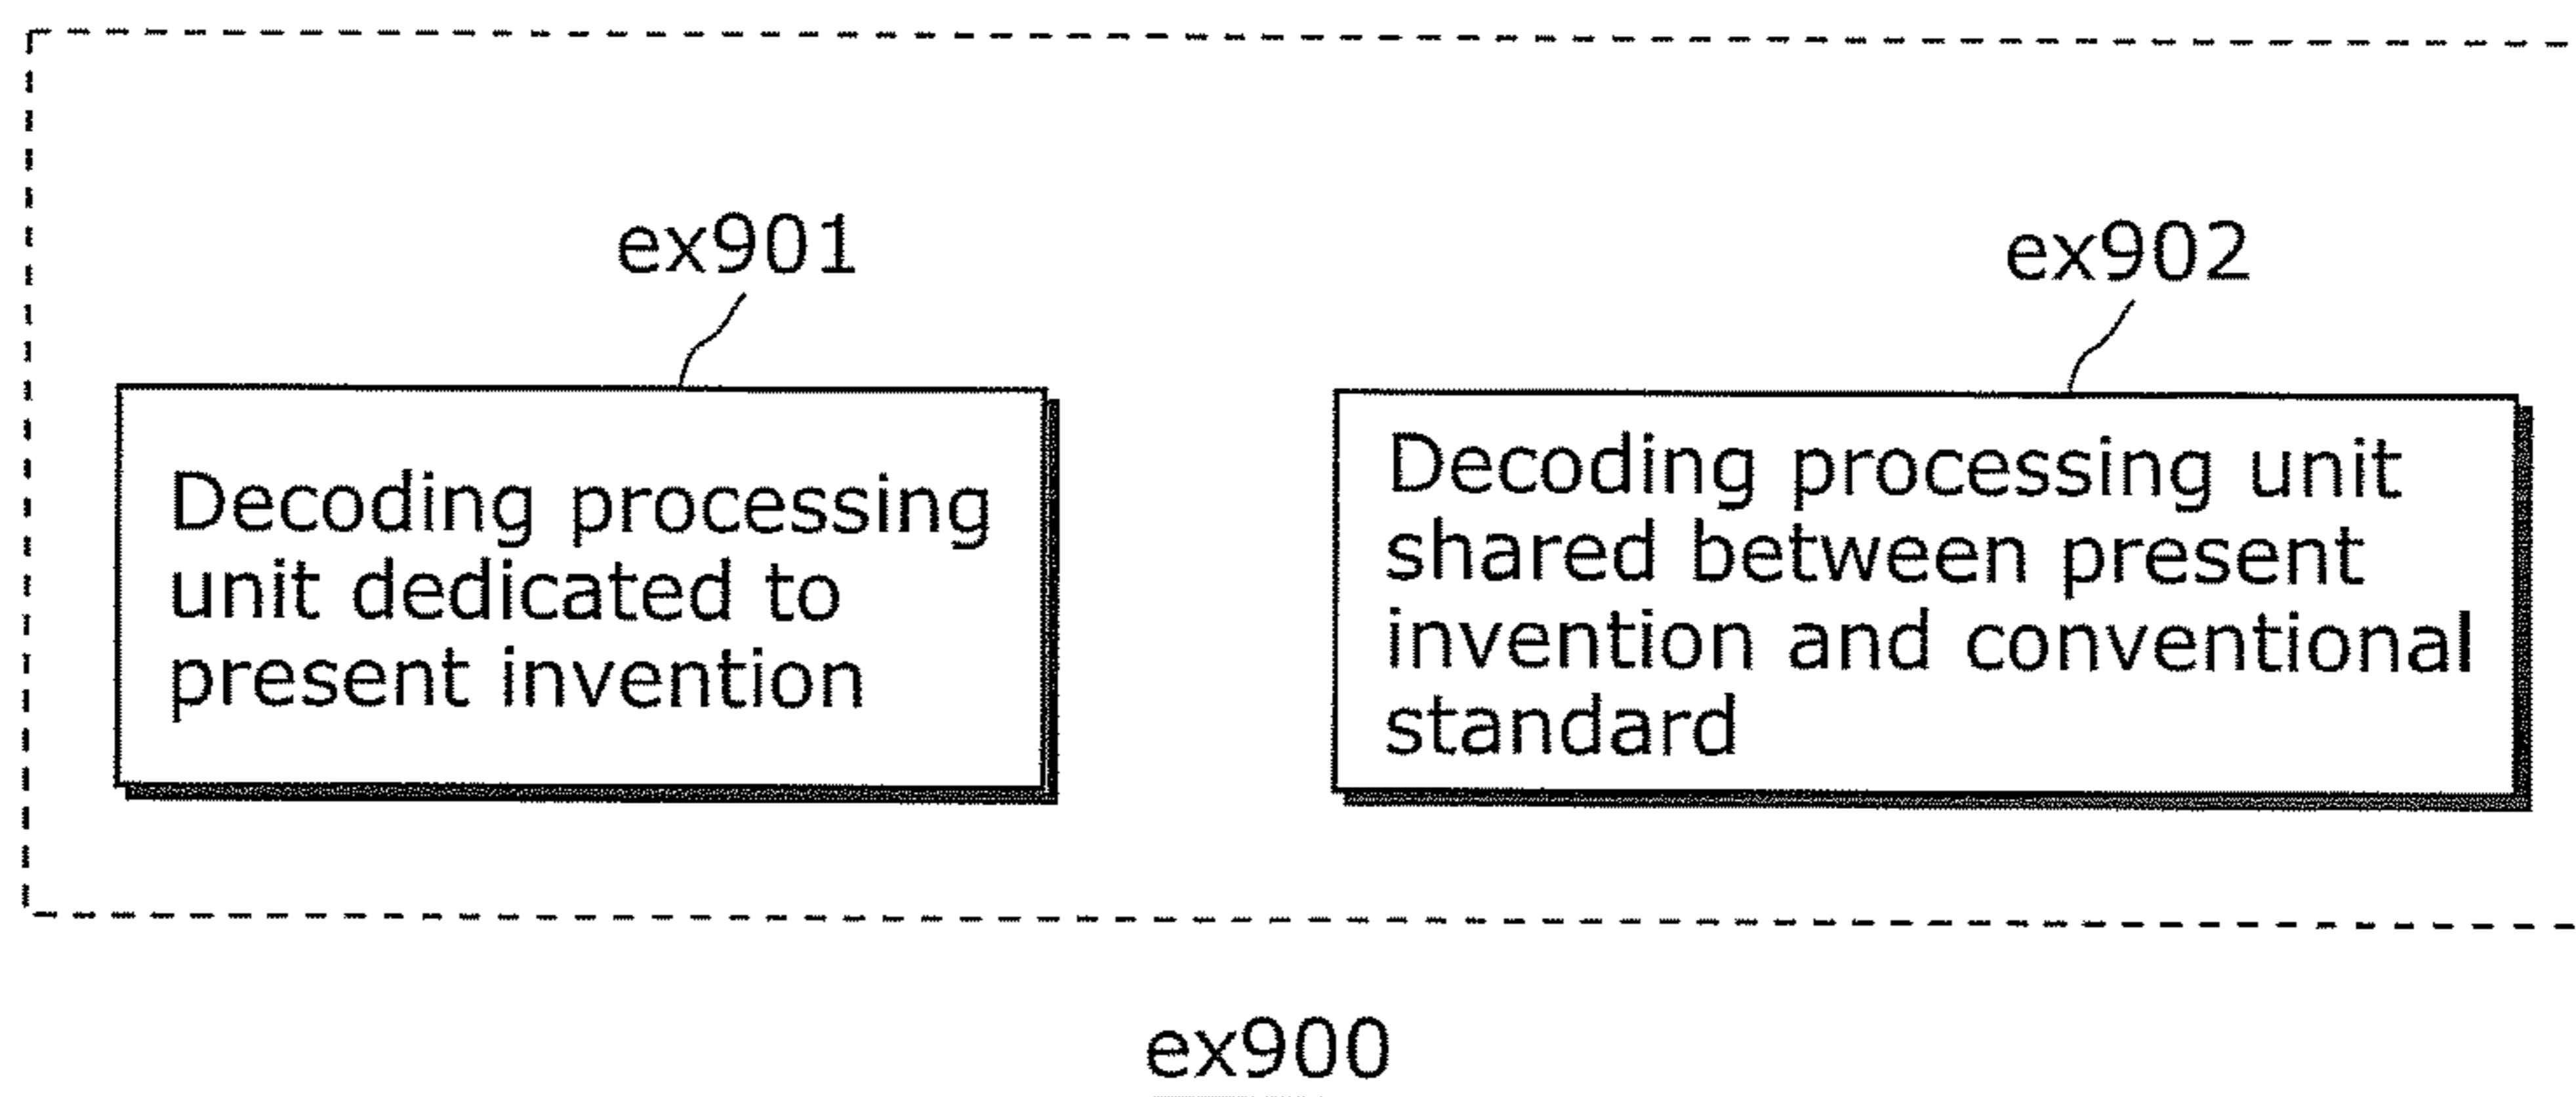 ex901
Decoding processing
unit dedicated to
present invention
ex902
Decoding processing unit
shared between present
invention and conventional
standard
ex900